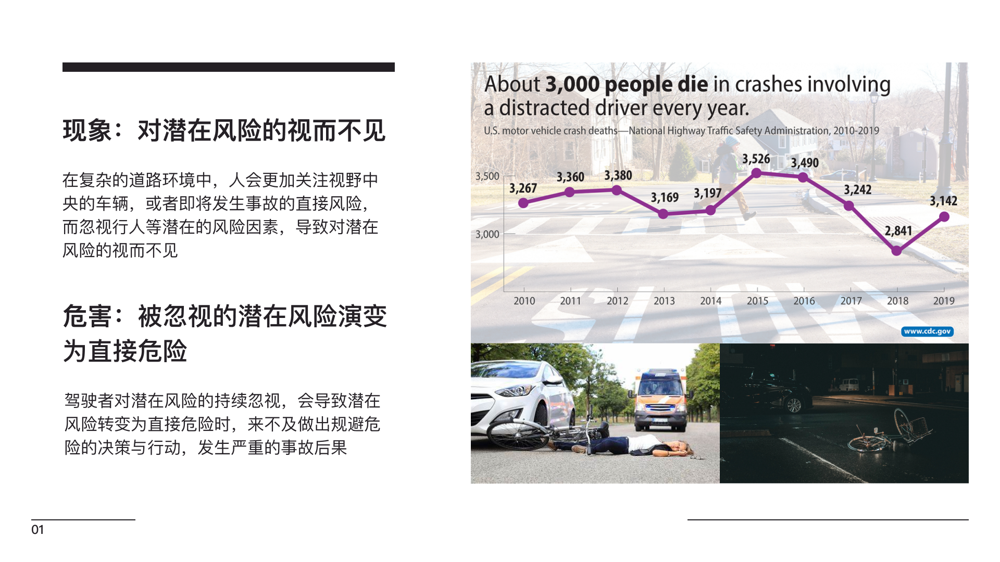 现象：对潜在风险的视而不见
在复杂的道路环境中，人会更加关注视野中
央的车辆，或者即将发生事故的直接风险，
而忽视行人等潜在的风险因素，导致对潜在
风险的视而不见
危害：被忽视的潜在风险演变
为直接危险
驾驶者对潜在风险的持续忽视，会导致潜在
风险转变为直接危险时，来不及做出规避危
险的决策与行动，发生严重的事故后果
01
About 3,000 people die in crashes involving
a distracted driver every year.
U.S. motor vehicle crash deaths—National Highway Traffic Safety Administration, 2010-2019
3,500
3,000
3,267
3,360
3,380
3,169
3,197
3,526
3,490
3,242
2,841
3,142
2010
2011
2012
2013
2014
2015
2016
2017
2018
2019
SLOW
www.cdc.gov